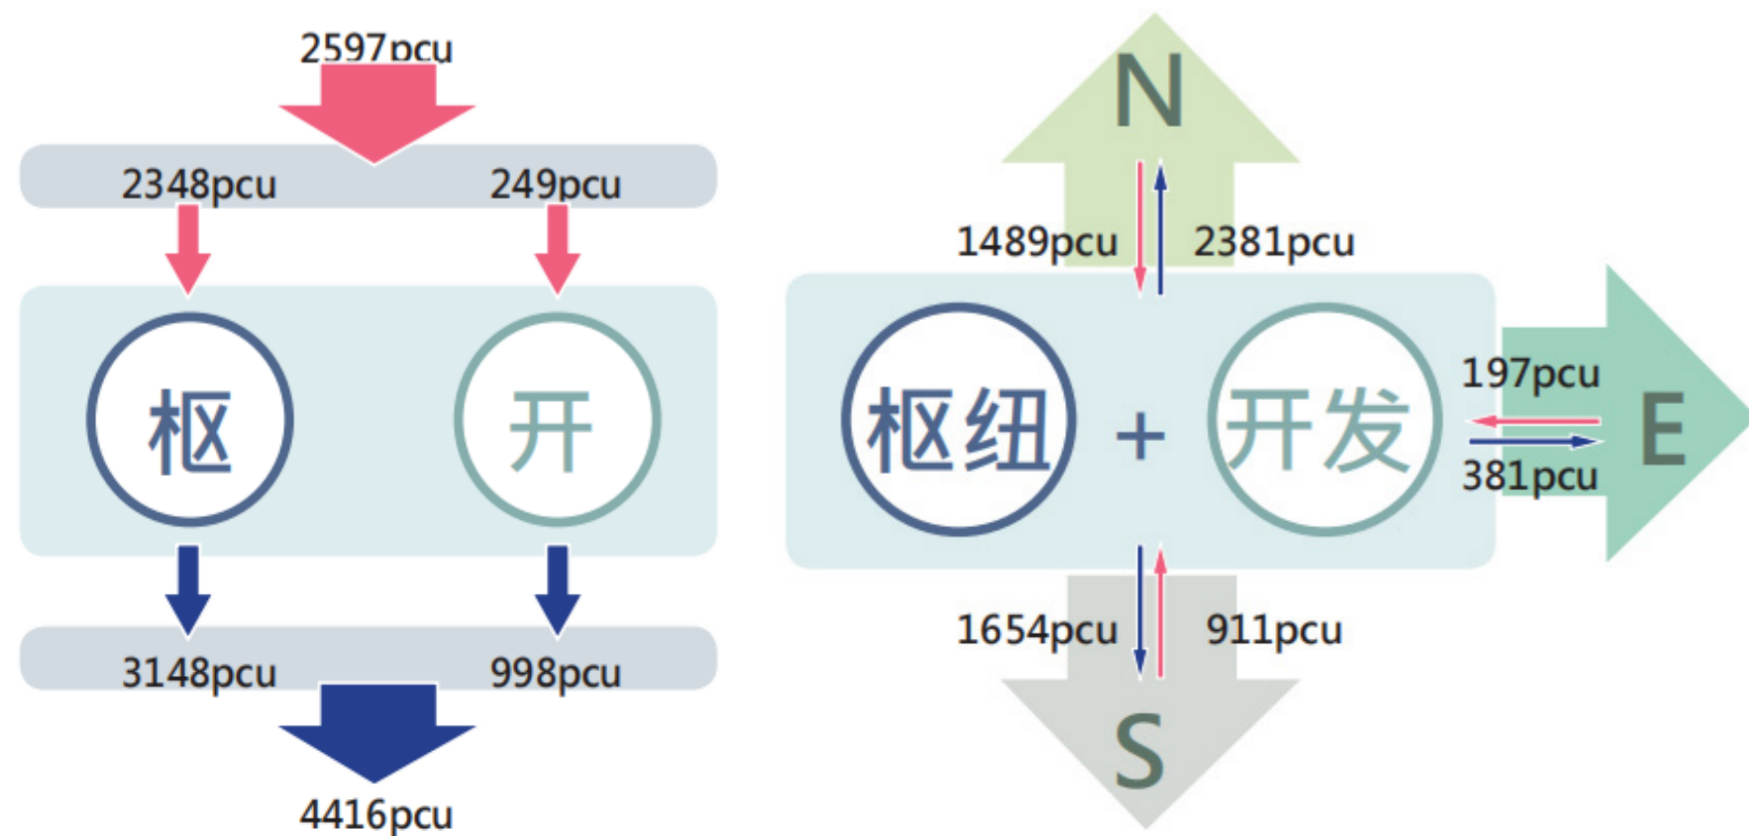 2597pcu
2348pcu 249pcu
枢 开
3148pcu 998pcu
4416pcu
N
1489pcu 2381pcu
枢纽 + 开发
197pcu
E
381pcu
1654pcu 911pcu
S